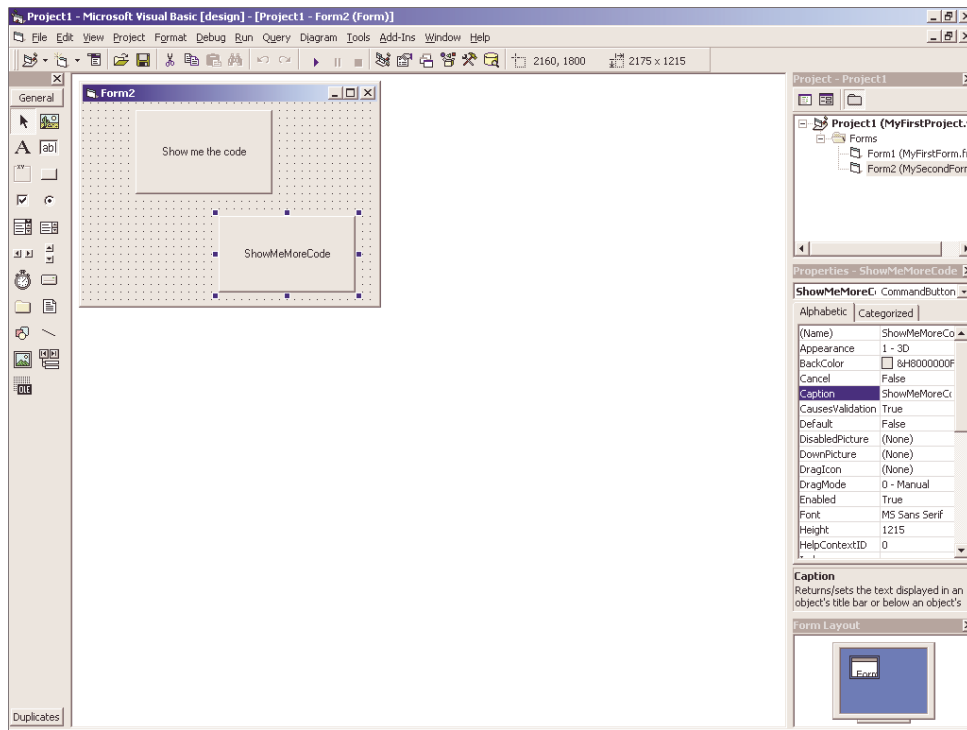 Project1 - Microsoft Visual Basic [design] - [Project1 - Form2 (Form)]
File Edit View Project Format Debug Run Query Diagram Tools Add-Ins Window Help
2160, 1800 2175 x 1215
General
Form2
Show me the code
ShowMeMoreCode
Duplicates
Project - Project1
Project1 (MyFirstProject.
Forms
Form1 (MyFirstForm.fr
Form2 (MySecondForm
Properties - ShowMeMoreCode
ShowMeMoreC CommandButton
Alphabetic Categorized
(Name) ShowMeMoreCo
Appearance 1 - 3D
BackColor &H8000000F
Cancel False
Caption ShowMeMoreCo
CausesValidation True
Default False
DisabledPicture (None)
DownPicture (None)
DragIcon (None)
DragMode 0 - Manual
Enabled True
Font MS Sans Serif
Height 1215
HelpContextID 0
Caption
Returns/sets the text displayed in an
object's title bar or below an object's
Form Layout
Form